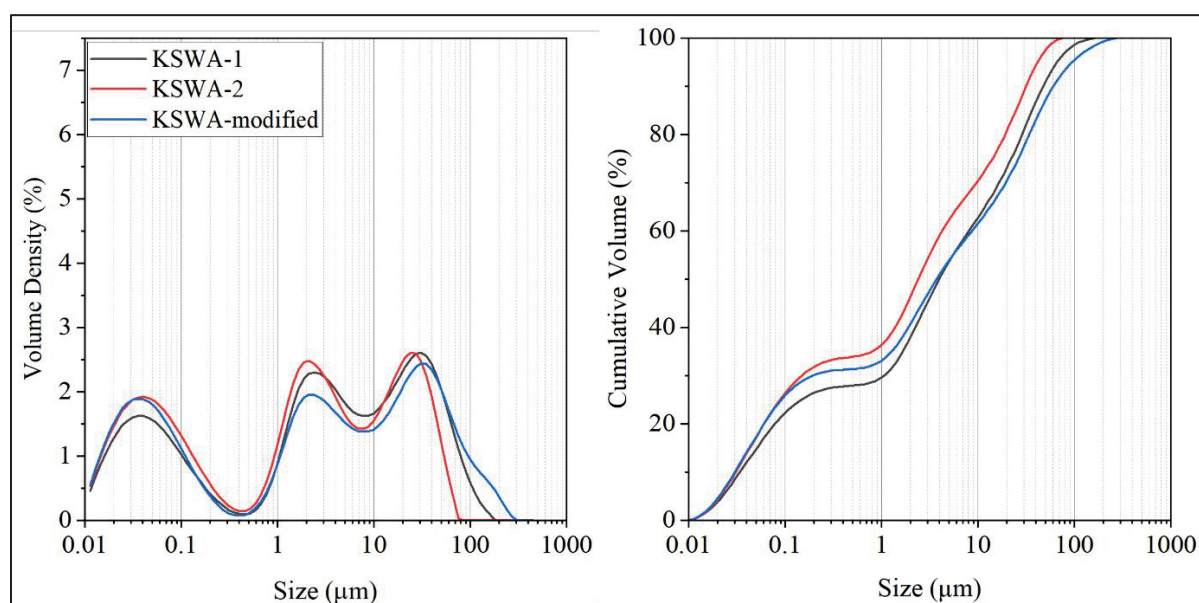 KSWA-1
KSWA-2
KSWA-modified
Volume Density (%)
7
6
5
4
3
2
1
0
0.01 0.1 1 10 100 1000
Size (μm)
Cumulative Volume (%)
100
80
60
40
20
0
0.01 0.1 1 10 100 1000
Size (μm)